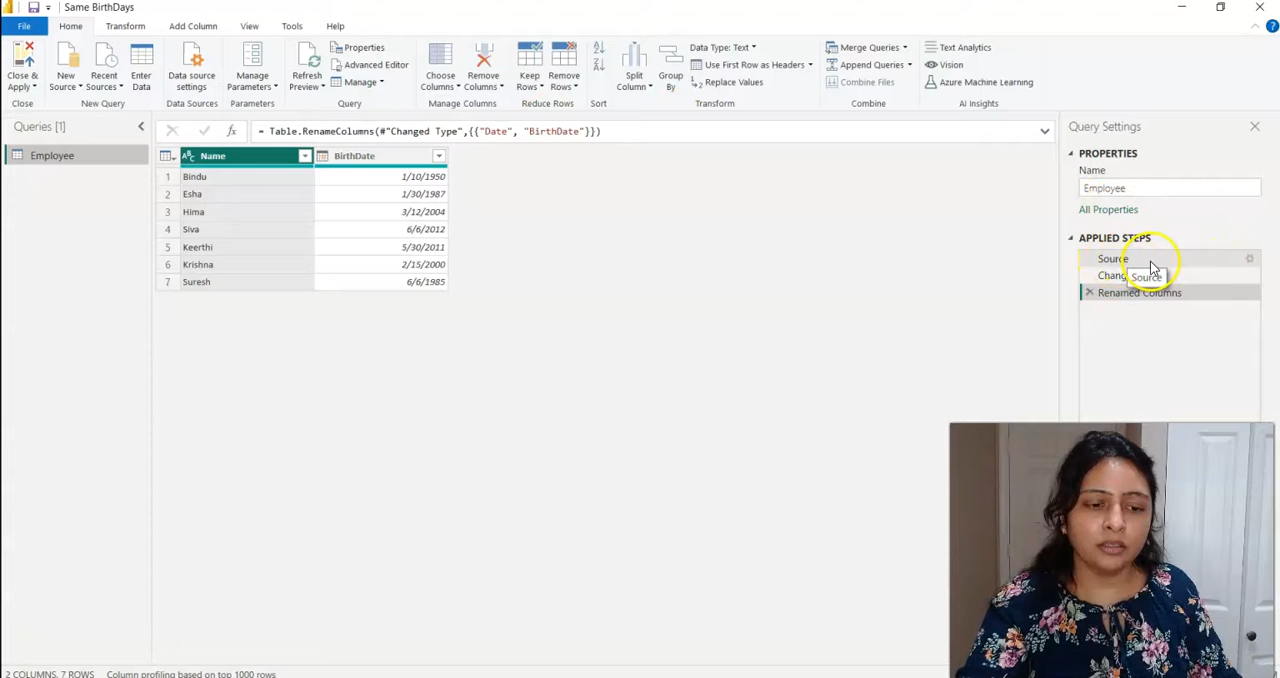 Same BirthDays
File Home Transform Add Column View Tools Help
Close & Apply
New Source
Recent Sources
Enter Data
Data source settings
Manage Parameters
Refresh Preview
Properties
Advanced Editor
Manage
Choose Columns
Remove Columns
Keep Rows
Remove Rows
Split Column
Group By
Data Type: Text
Use First Row as Headers
Replace Values
Merge Queries
Append Queries
Combine Files
Text Analytics
Vision
Azure Machine Learning
Close
New Query
Data Sources
Parameters
Query
Manage Columns
Reduce Rows
Sort
Transform
Combine
AI Insights
Queries [1]
Employee
fx = Table.RenameColumns(#"Changed Type",{{"Date", "BirthDate"}})
ABC Name BirthDate
1 Bindu 1/10/1950
2 Esha 1/30/1987
3 Hima 3/12/2004
4 Siva 6/6/2012
5 Keerthi 5/30/2011
6 Krishna 2/15/2000
7 Suresh 6/6/1985
Query Settings
PROPERTIES
Name
Employee
All Properties
APPLIED STEPS
Source
Chang
Source
Renamed Columns
2 COLUMNS, 7 ROWS Column profiling based on top 1000 rows